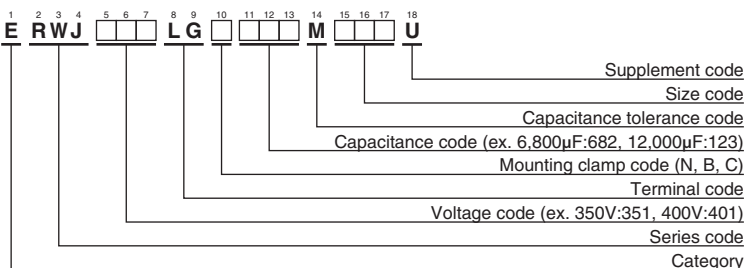 1 2 3 4 5 6 7 8 9 10 11 12 13 14 15 16 17 18
E RWJ □□□ LG □ □□□ M □□□ U
Supplement code
Size code
Capacitance tolerance code
Capacitance code (ex. 6,800µF:682, 12,000µF:123)
Mounting clamp code (N, B, C)
Terminal code
Voltage code (ex. 350V:351, 400V:401)
Series code
Category